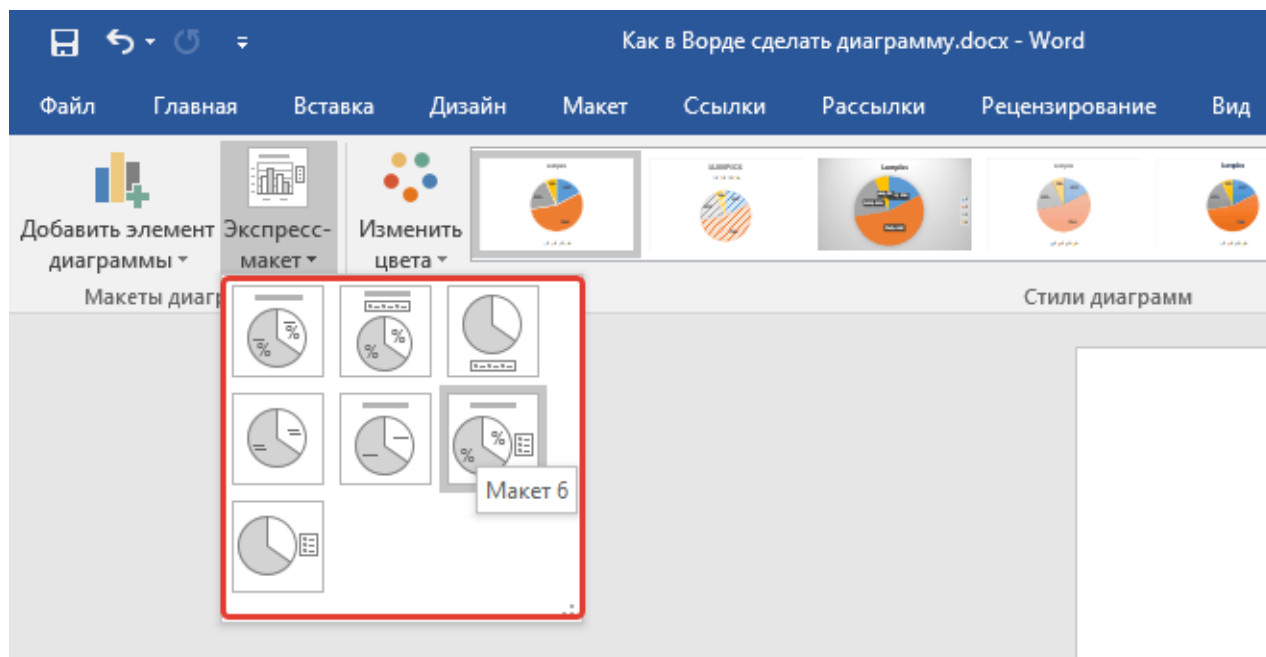 Как в Ворде сделать диаграмму.docx - Word
Файл Главная Вставка Дизайн Макет Ссылки Рассылки Рецензирование Вид
Добавить элемент диаграммы
Экспресс-макет
Изменить цвета
Макеты диагр
Стили диаграмм
%
%
%
%
%
%
Макет 6